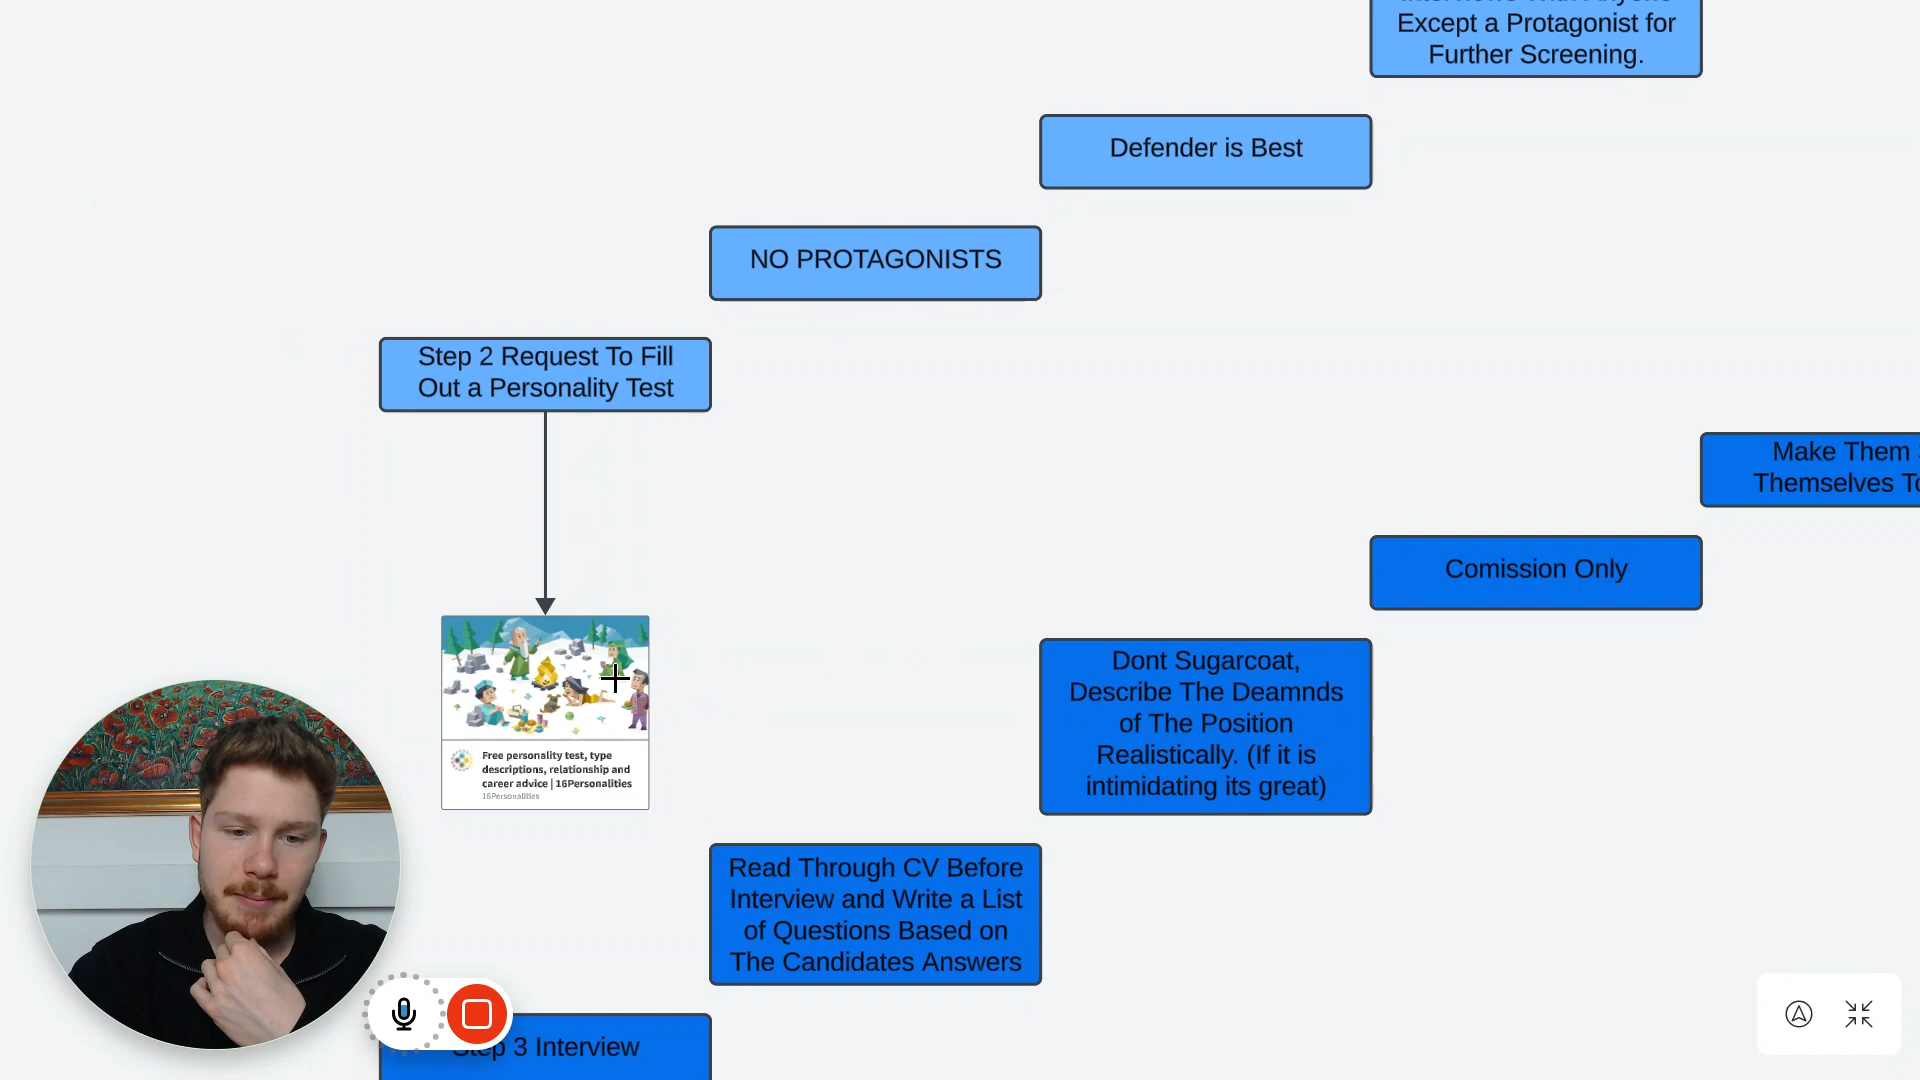 Except a Protagonist for
Further Screening.
Defender is Best
NO PROTAGONISTS
Step 2 Request To Fill
Out a Personality Test
Make Them
Themselves
Comission Only
Dont Sugarcoat,
Describe The Deamnds
of The Position
Realistically. (If it is
intimidating its great)
Free personality test, type
descriptions, relationship and
career advice | 16Personalities
16Personalities
Read Through CV Before
Interview and Write a List
of Questions Based on
The Candidates Answers
Step 3 Interview